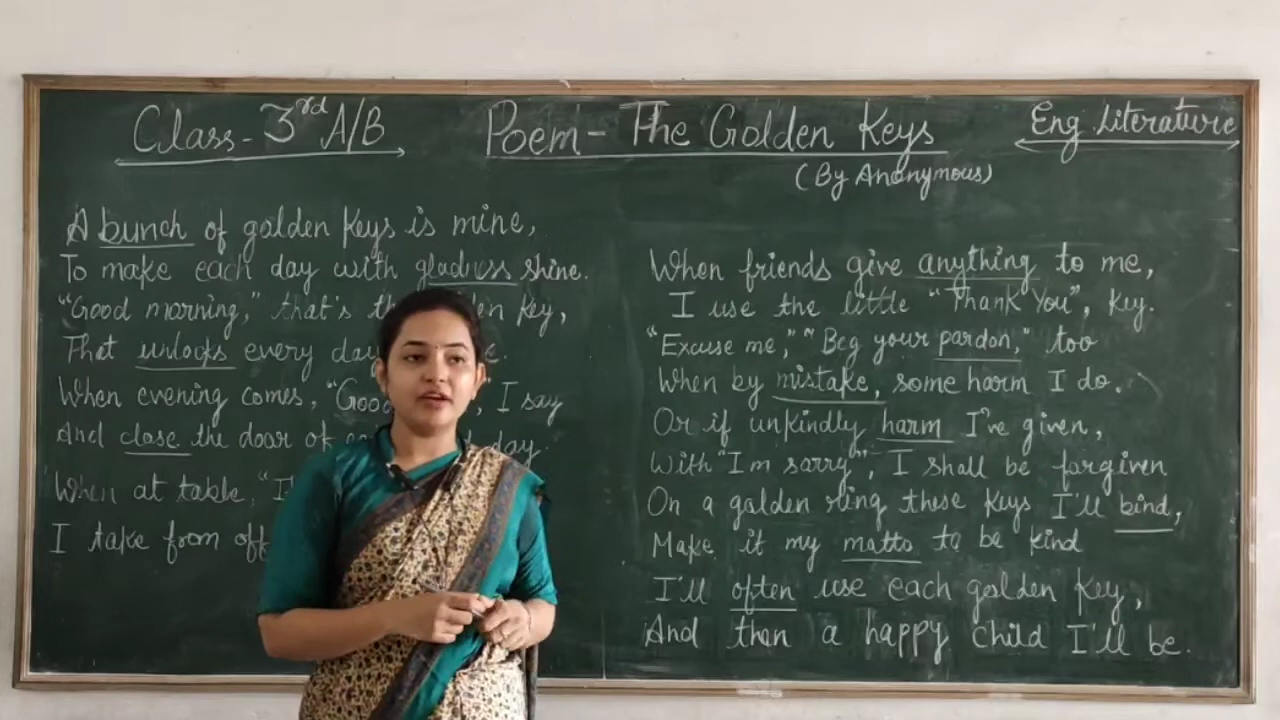 Class- 3rd A/B
Poem- The Golden Keys
(By Anonymous)
Eng. Literature
A bunch of golden keys is mine,
To make each day with gladness shine.
"Good morning," that's the key,
That unlocks every
When evening comes, "Good I say
And close the door of day.
When at table,
I take from
When friends give anything to me,
I use the little "Thank You", key.
"Excuse me," "Beg your pardon," too
When by mistake, some harm I do.
Or if unkindly harm I've given,
With "I'm sorry", I shall be forgiven
On a golden ring these keys I'll bind,
Make it my motto to be kind
I'll often use each golden key,
And then a happy child I'll be.